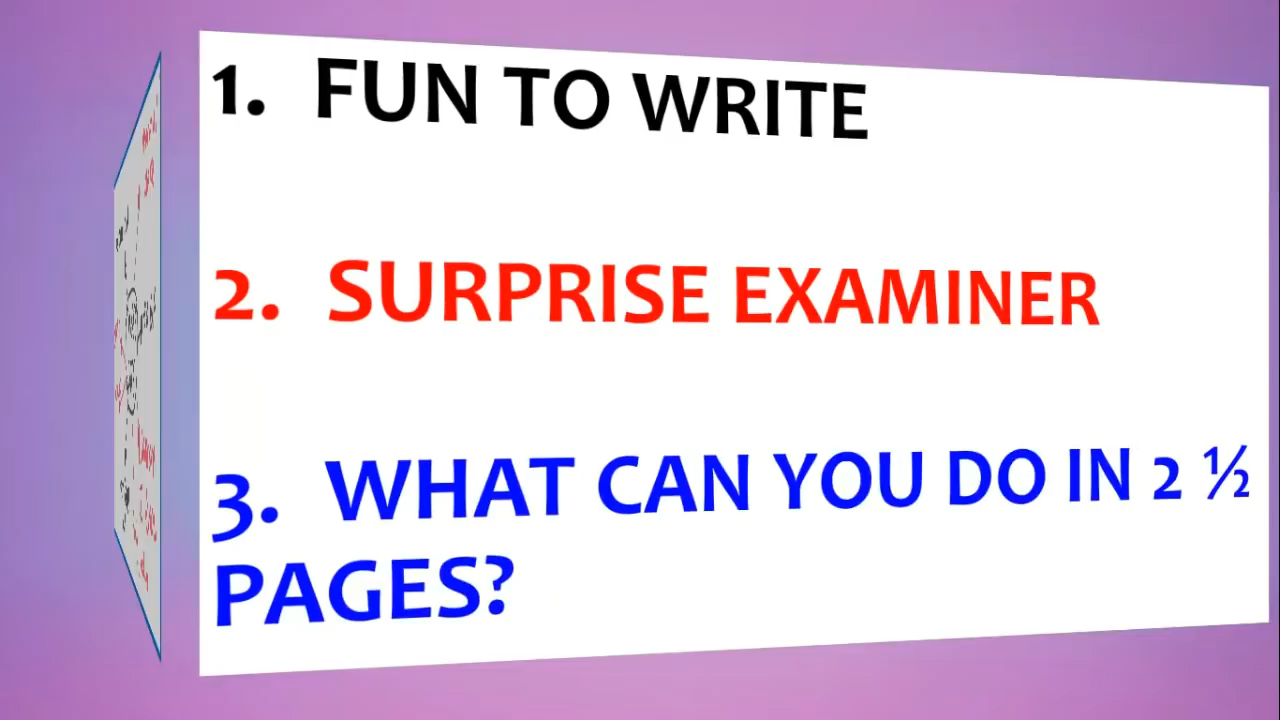 1. FUN TO WRITE
2. SURPRISE EXAMINER
3. WHAT CAN YOU DO IN 2 ½
PAGES?